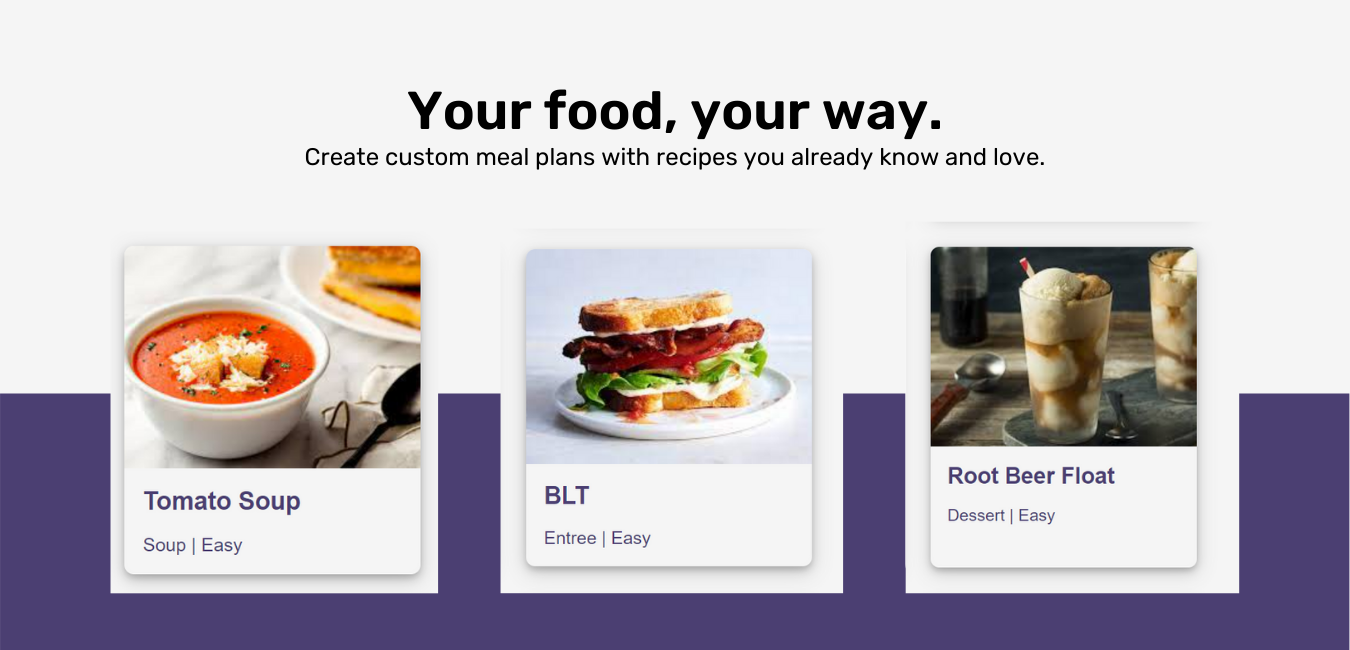 Your food, your way.
Create custom meal plans with recipes you already know and love.
Tomato Soup
Soup | Easy
BLT
Entree | Easy
Root Beer Float
Dessert | Easy